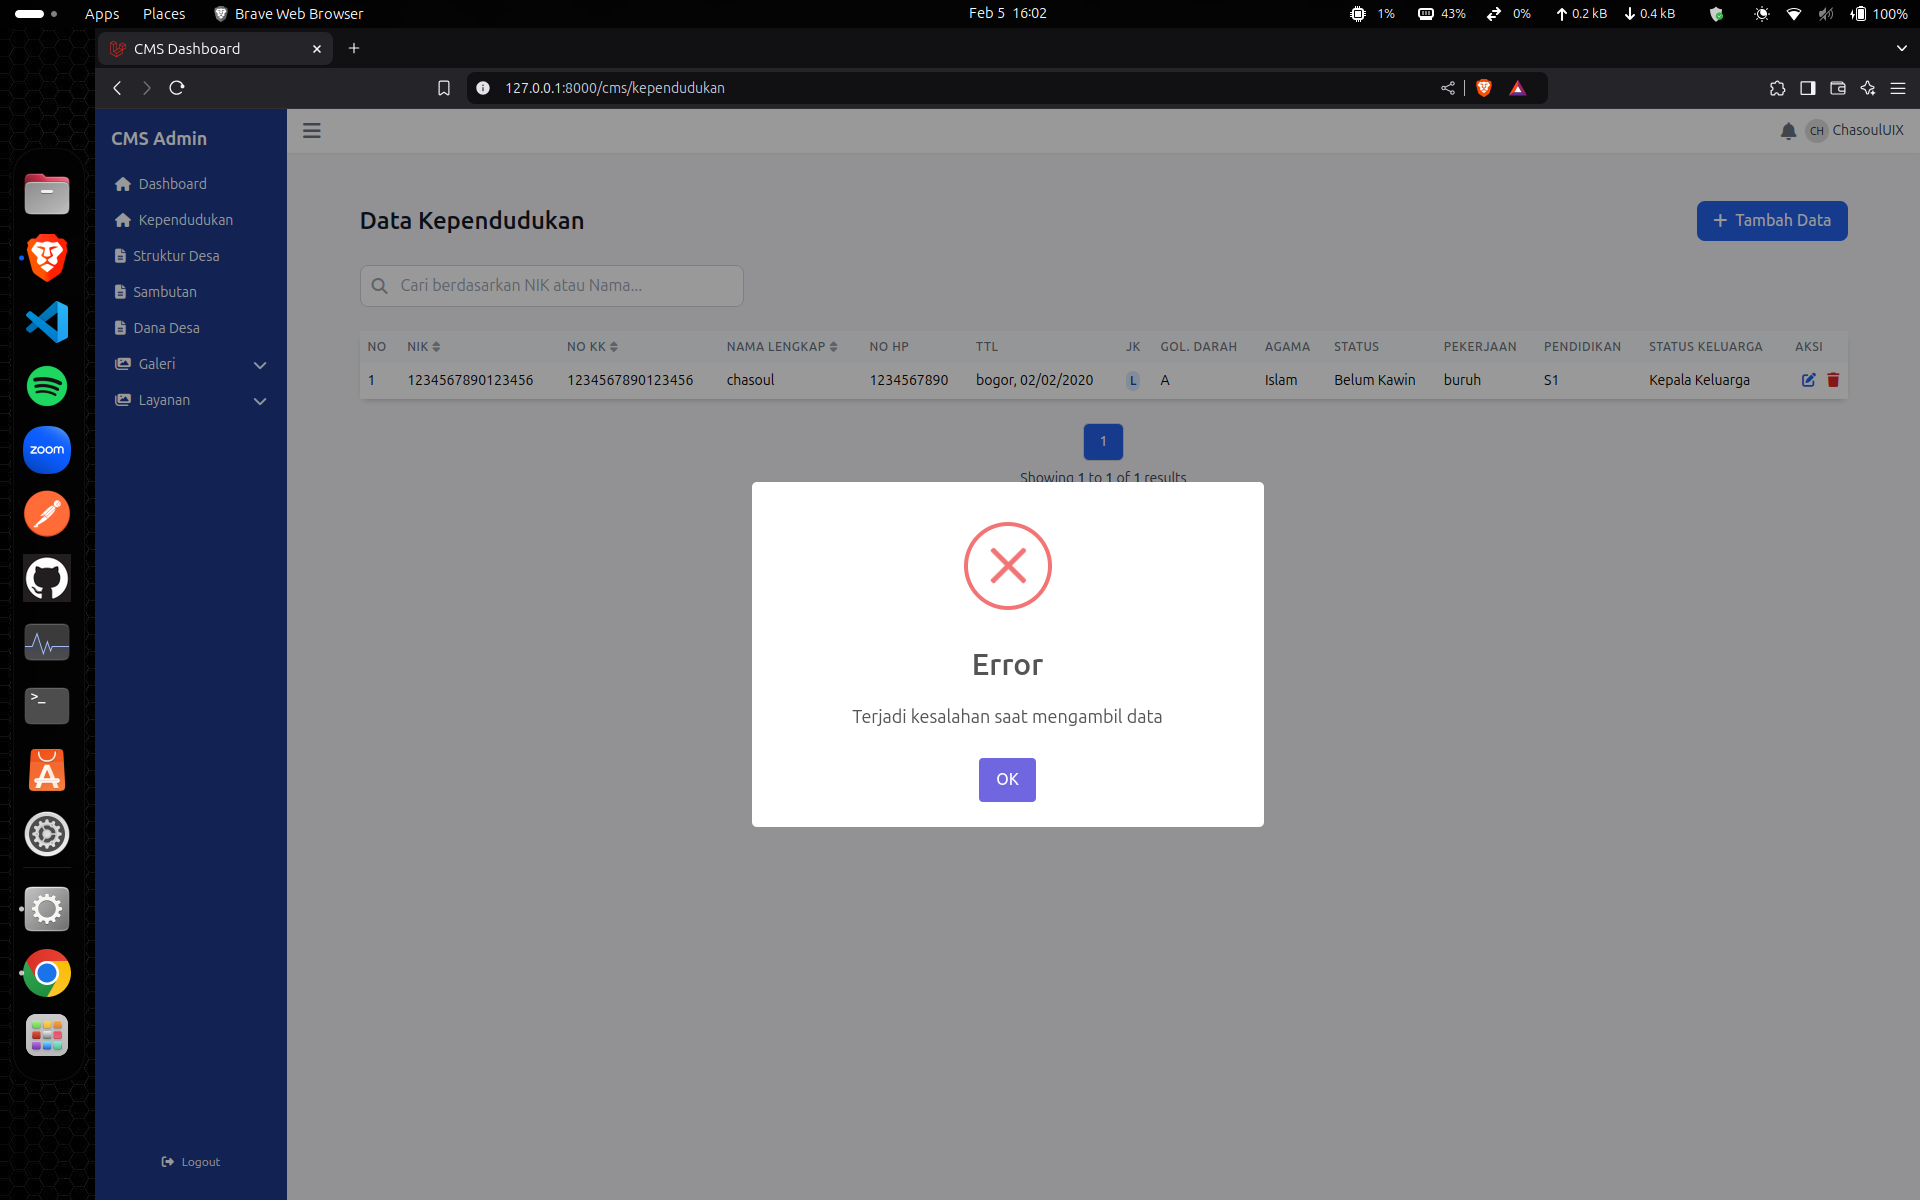 Apps Places Brave Web Browser Feb 5 16:02 1% 43% 0% 0.2 kB 0.4 kB 100%
CMS Dashboard
127.0.0.1:8000/cms/kependudukan
CMS Admin
CH ChasoulUIX
Dashboard
Kependudukan
Struktur Desa
Sambutan
Dana Desa
Galeri
Layanan
Logout
Data Kependudukan
Tambah Data
Cari berdasarkan NIK atau Nama...
NO NIK NO KK NAMA LENGKAP NO HP TTL JK GOL. DARAH AGAMA STATUS PEKERJAAN PENDIDIKAN STATUS KELUARGA AKSI
1 1234567890123456 1234567890123456 chasoul 1234567890 bogor, 02/02/2020 L A Islam Belum Kawin buruh S1 Kepala Keluarga
1
Showing 1 to 1 of 1 results
Error
Terjadi kesalahan saat mengambil data
OK
zoom
>_